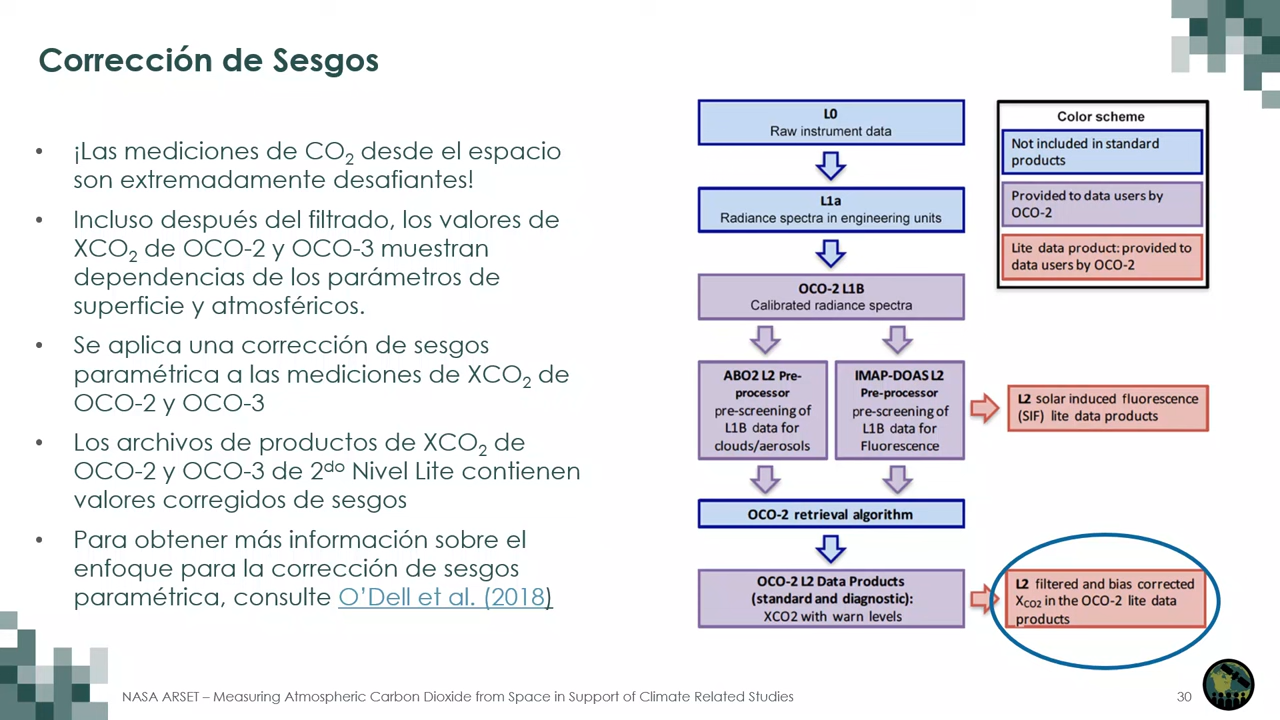 Corrección de Sesgos
• ¡Las mediciones de CO2 desde el espacio
son extremadamente desafiantes!
• Incluso después del filtrado, los valores de
XCO2 de OCO-2 y OCO-3 muestran
dependencias de los parámetros de
superficie y atmosféricos.
• Se aplica una corrección de sesgos
paramétrica a las mediciones de XCO2 de
OCO-2 y OCO-3
• Los archivos de productos de XCO2 de
OCO-2 y OCO-3 de 2do Nivel Lite contienen
valores corregidos de sesgos
• Para obtener más información sobre el
enfoque para la corrección de sesgos
paramétrica, consulte O’Dell et al. (2018)
L0
Raw instrument data
L1a
Radiance spectra in engineering units
OCO-2 L1B
Calibrated radiance spectra
ABO2 L2 Pre-
processor
pre-screening of
L1B data for
clouds/aerosols
IMAP-DOAS L2
Pre-processor
pre-screening of
L1B data for
Fluorescence
L2 solar induced fluorescence
(SIF) lite data products
OCO-2 retrieval algorithm
OCO-2 L2 Data Products
(standard and diagnostic):
XCO2 with warn levels
L2 filtered and bias corrected
XCO2 in the OCO-2 lite data
products
Color scheme
Not included in standard
products
Provided to data users by
OCO-2
Lite data product: provided to
data users by OCO-2
NASA ARSET – Measuring Atmospheric Carbon Dioxide from Space in Support of Climate Related Studies
30